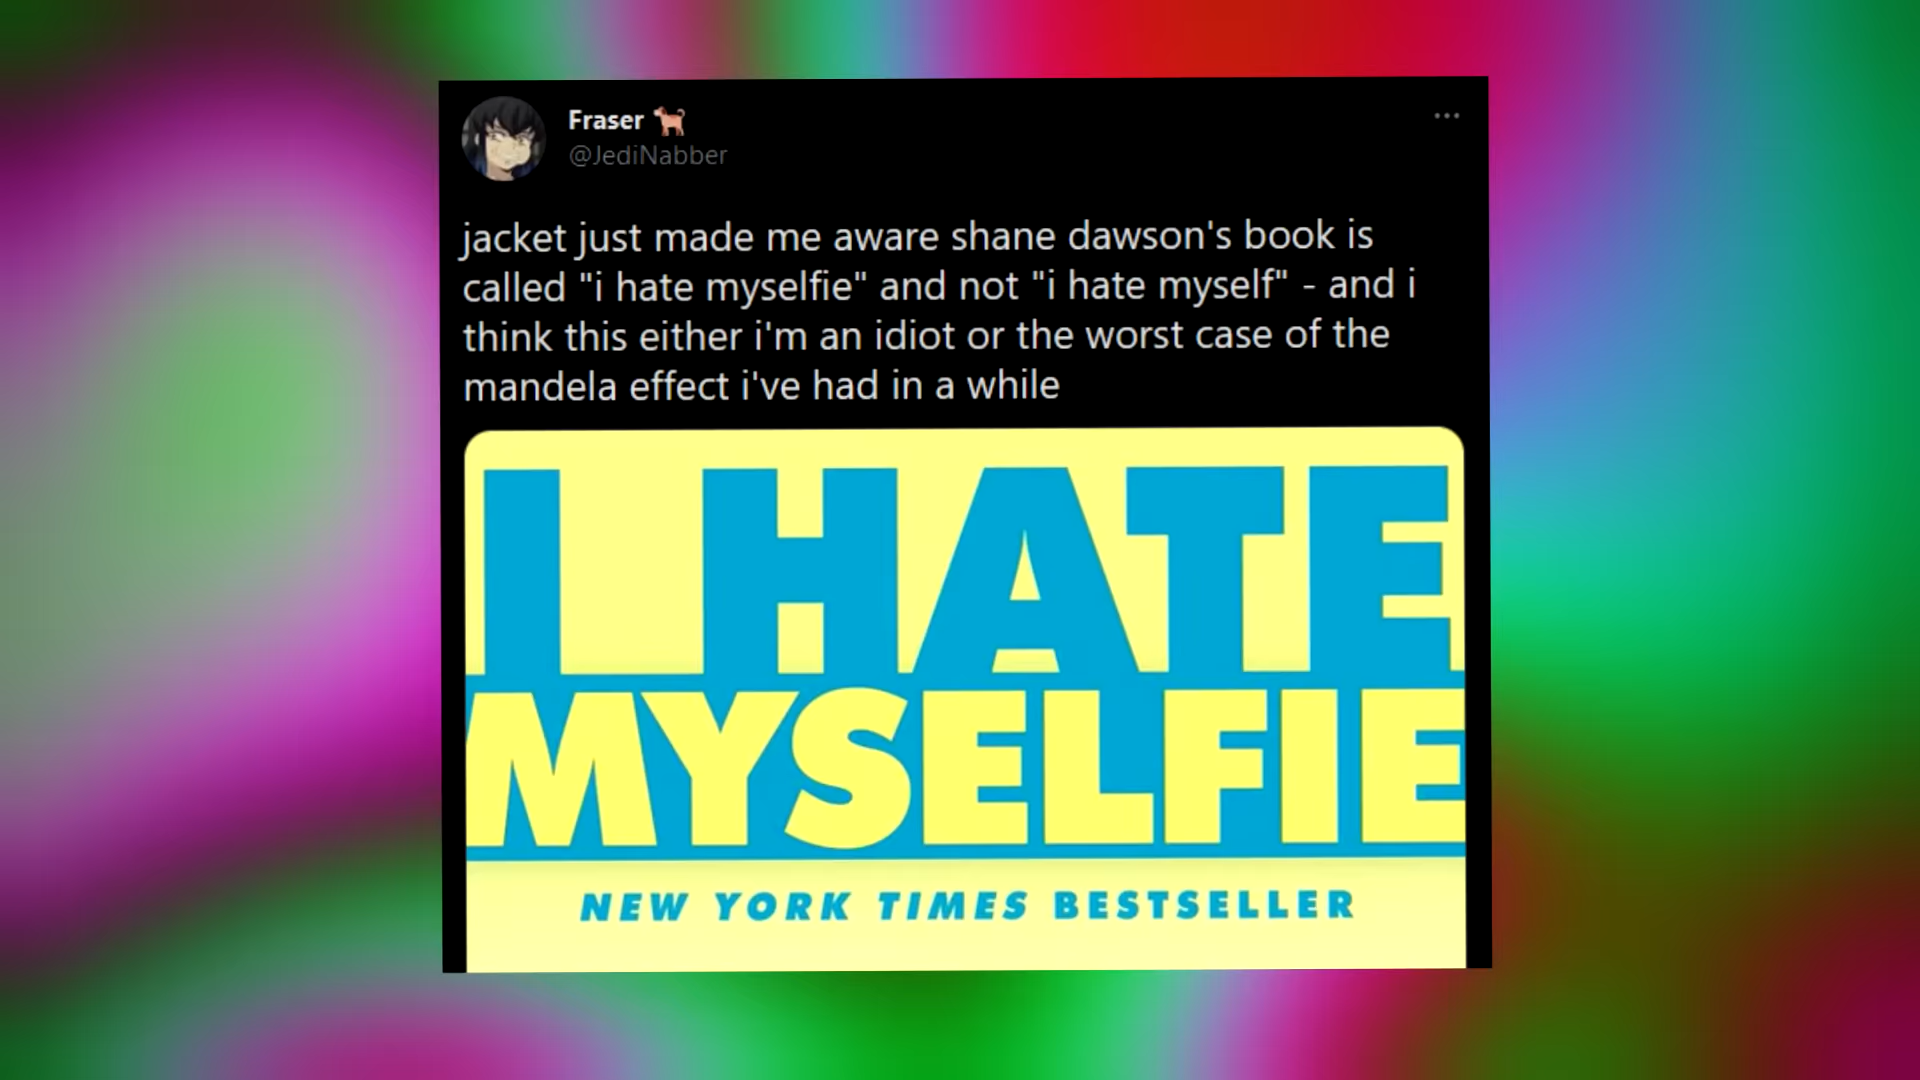 Fraser 🐕
@JediNabber
jacket just made me aware shane dawson's book is
called "i hate myselfie" and not "i hate myself" - and i
think this either i'm an idiot or the worst case of the
mandela effect i've had in a while
I HATE
MYSELFIE
NEW YORK TIMES BESTSELLER